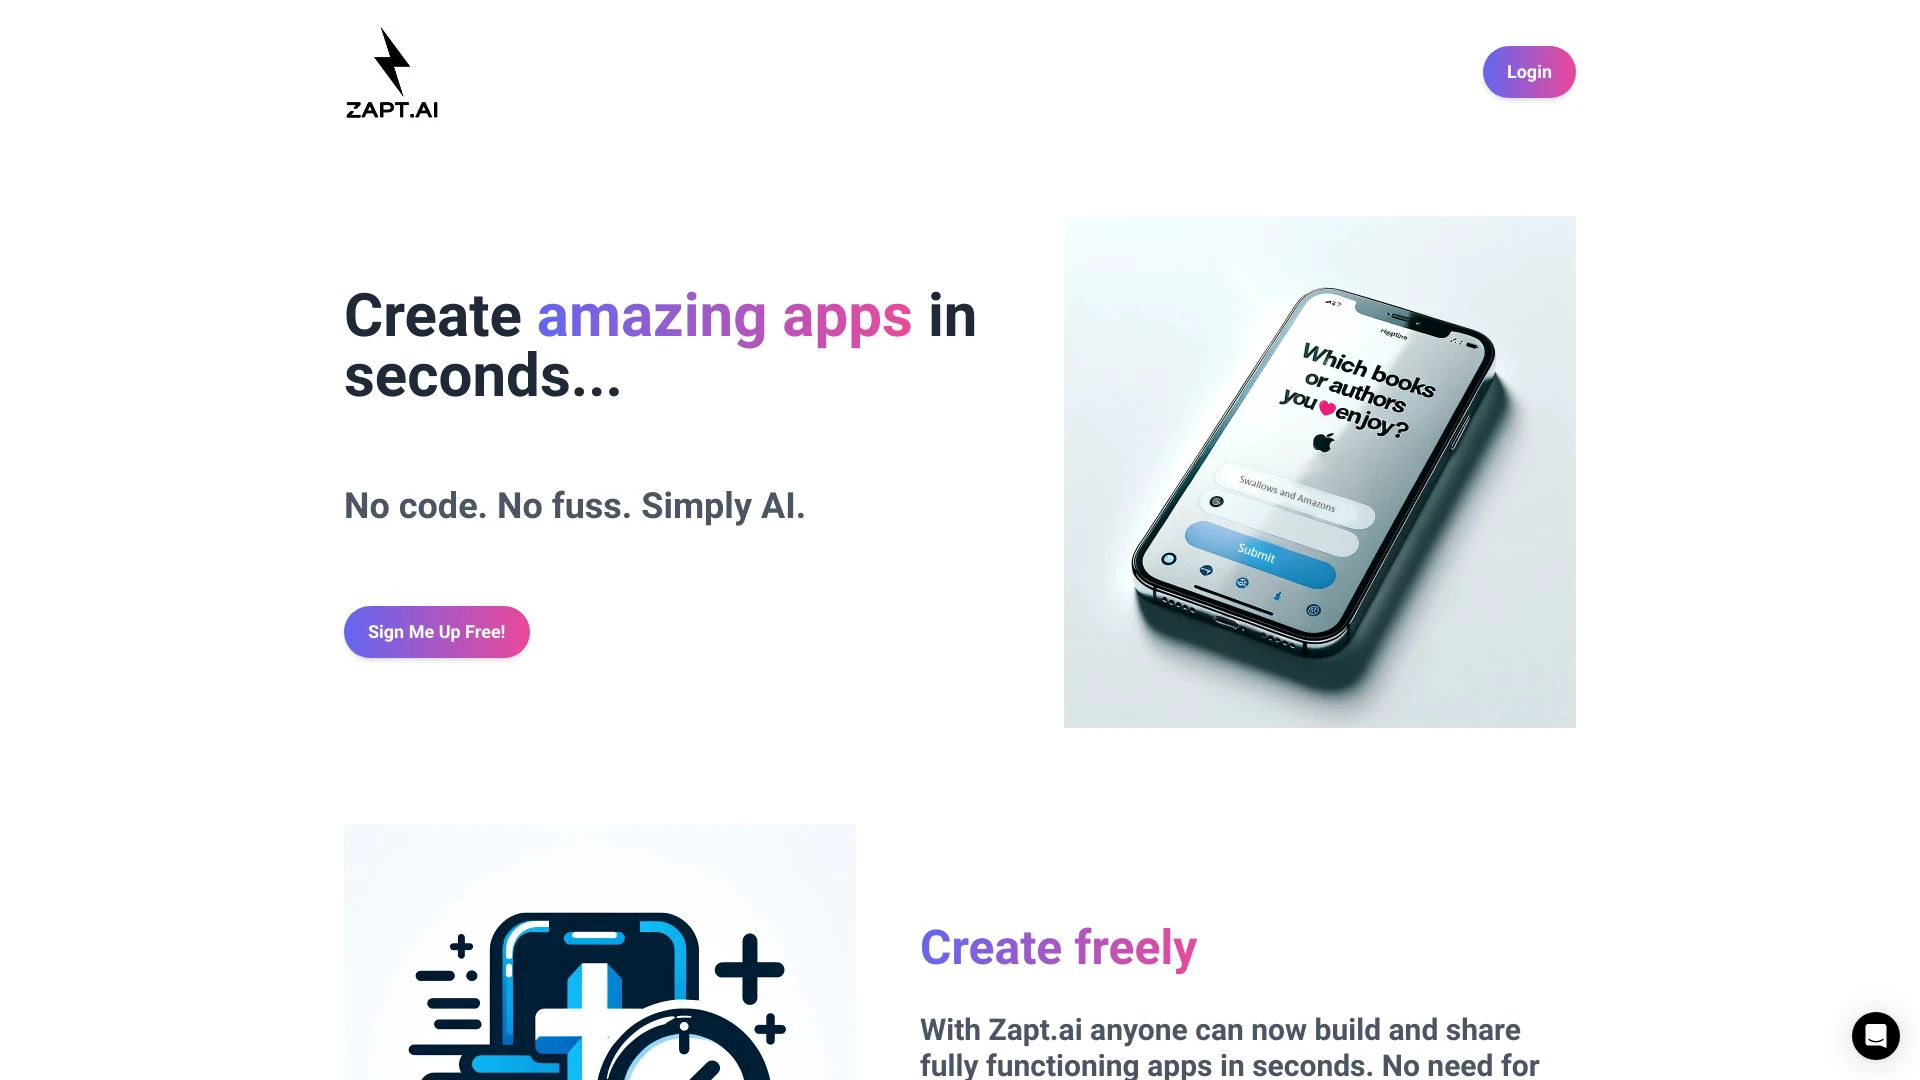 ZAPT.AI
Login
Create amazing apps in
seconds...
No code. No fuss. Simply AI.
Sign Me Up Free!
Which books
or authors
you enjoy?
Swallows and Amazons
Submit
Create freely
With Zapt.ai anyone can now build and share
fully functioning apps in seconds. No need for